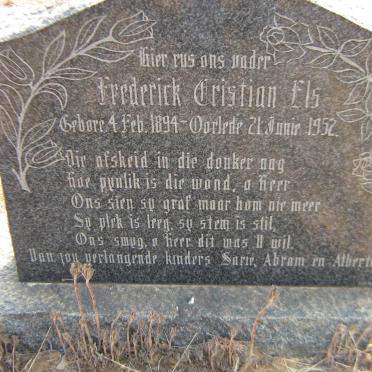 Hier rus ons vader
Frederick Cristian Els
Gebore 4 Feb. 1894 - Oorlede 21 Junie 1952.
Die afskeid in die donker nag
hoe pynlik is die wond, o Heer
Ons sien sy graf maar hom nie meer
Sy plek is leeg, sy stem is stil,
Ons smyg, o Heer dit was U wil.
Van jou verlangende kinders Sarie, Abram en Albert